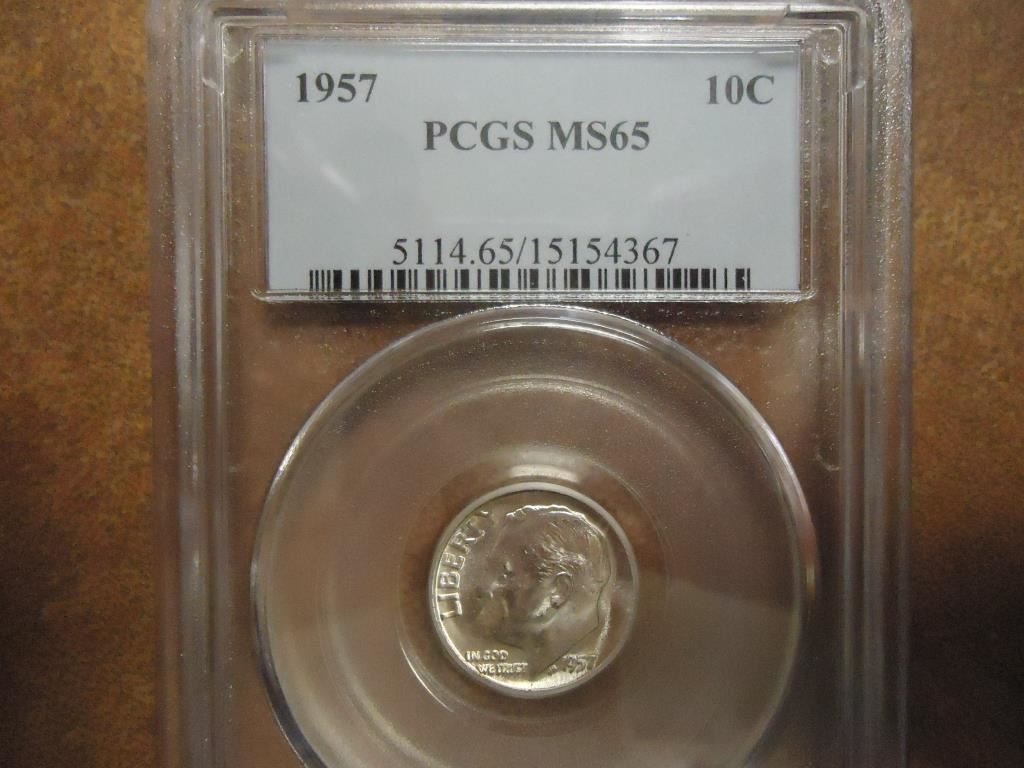 1957 10C
PCGS MS65
5114.65/15154367
LIBERTY
IN GOD
WE TRUST
1957